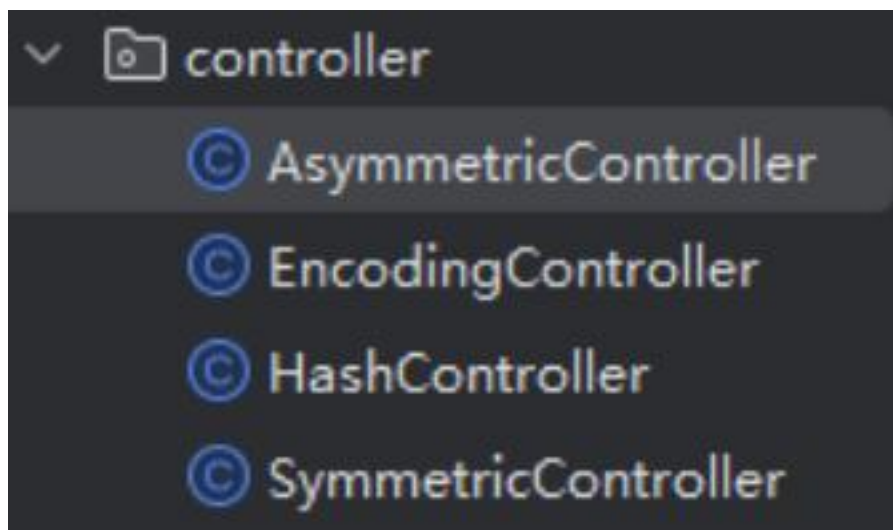 controller
AsymmetricController
EncodingController
HashController
SymmetricController